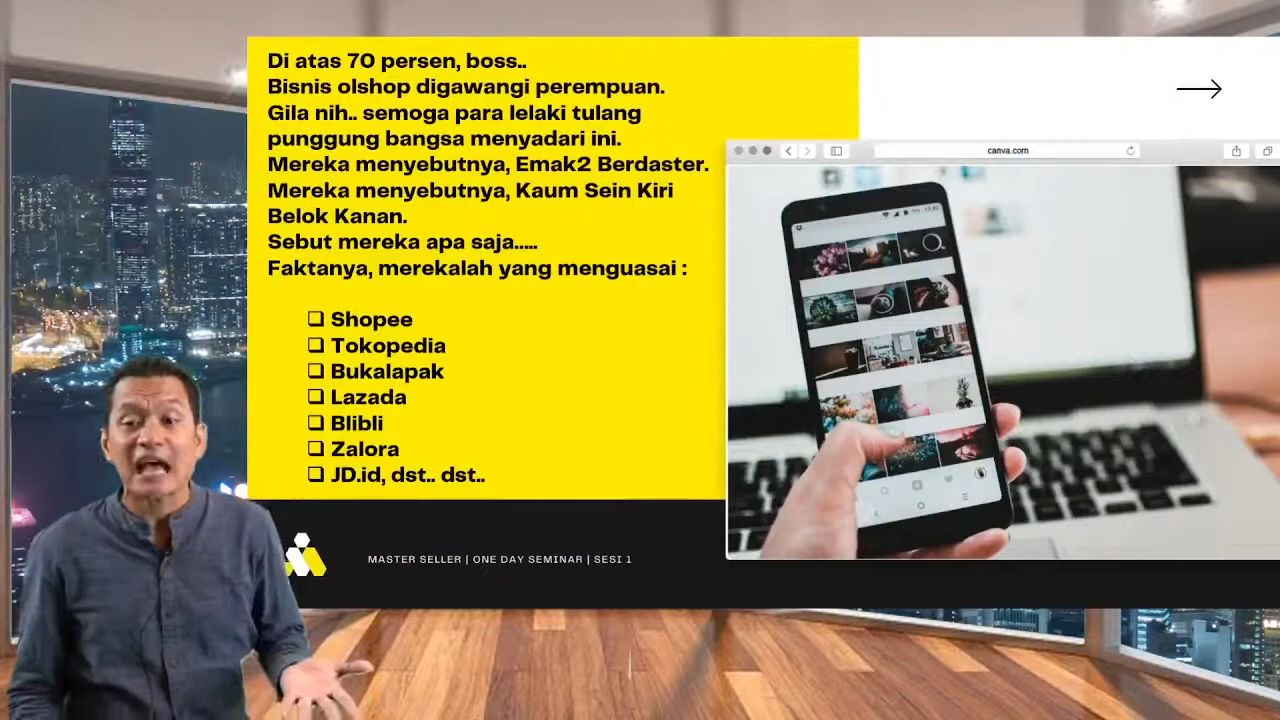 Di atas 70 persen, boss..
Bisnis olshop digawangi perempuan.
Gila nih.. semoga para lelaki tulang
punggung bangsa menyadari ini.
Mereka menyebutnya, Emak2 Berdaster.
Mereka menyebutnya, Kaum Sein Kiri
Belok Kanan.
Sebut mereka apa saja.....
Faktanya, merekalah yang menguasai :
❑ Shopee
❑ Tokopedia
❑ Bukalapak
❑ Lazada
❑ Blibli
❑ Zalora
❑ JD.id, dst.. dst..
canva.com
MASTER SELLER | ONE DAY SEMINAR | SESI 1